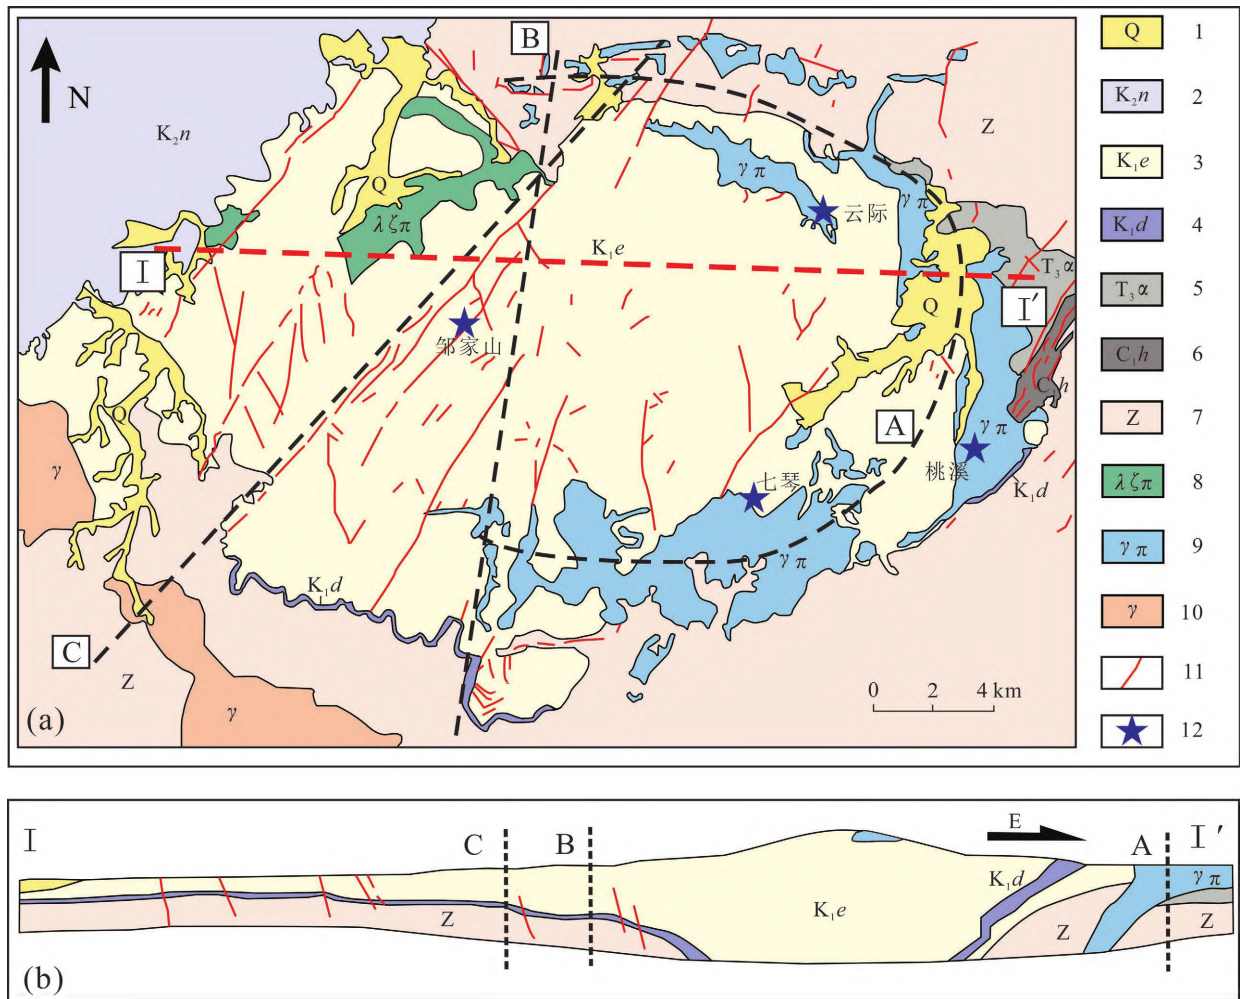 B
Q 1
N
K₂n 2
K₂n
Z
K₁e 3
γπ
Q
γπ
K₁d 4
云际
λζπ
K₁e
I
T₃α
T₃α 5
I′
Q
邹家山
C₁h 6
C₁h
Q
A
Z 7
γπ
γ
七琴
桃溪
λζπ 8
K₁d
γπ 9
γπ
K₁d
γ 10
C
Z
11
0 2 4 km
γ
(a)
12
I
C
B
E
A
I′
K₁d
γπ
K₁e
Z
Z
Z
(b)